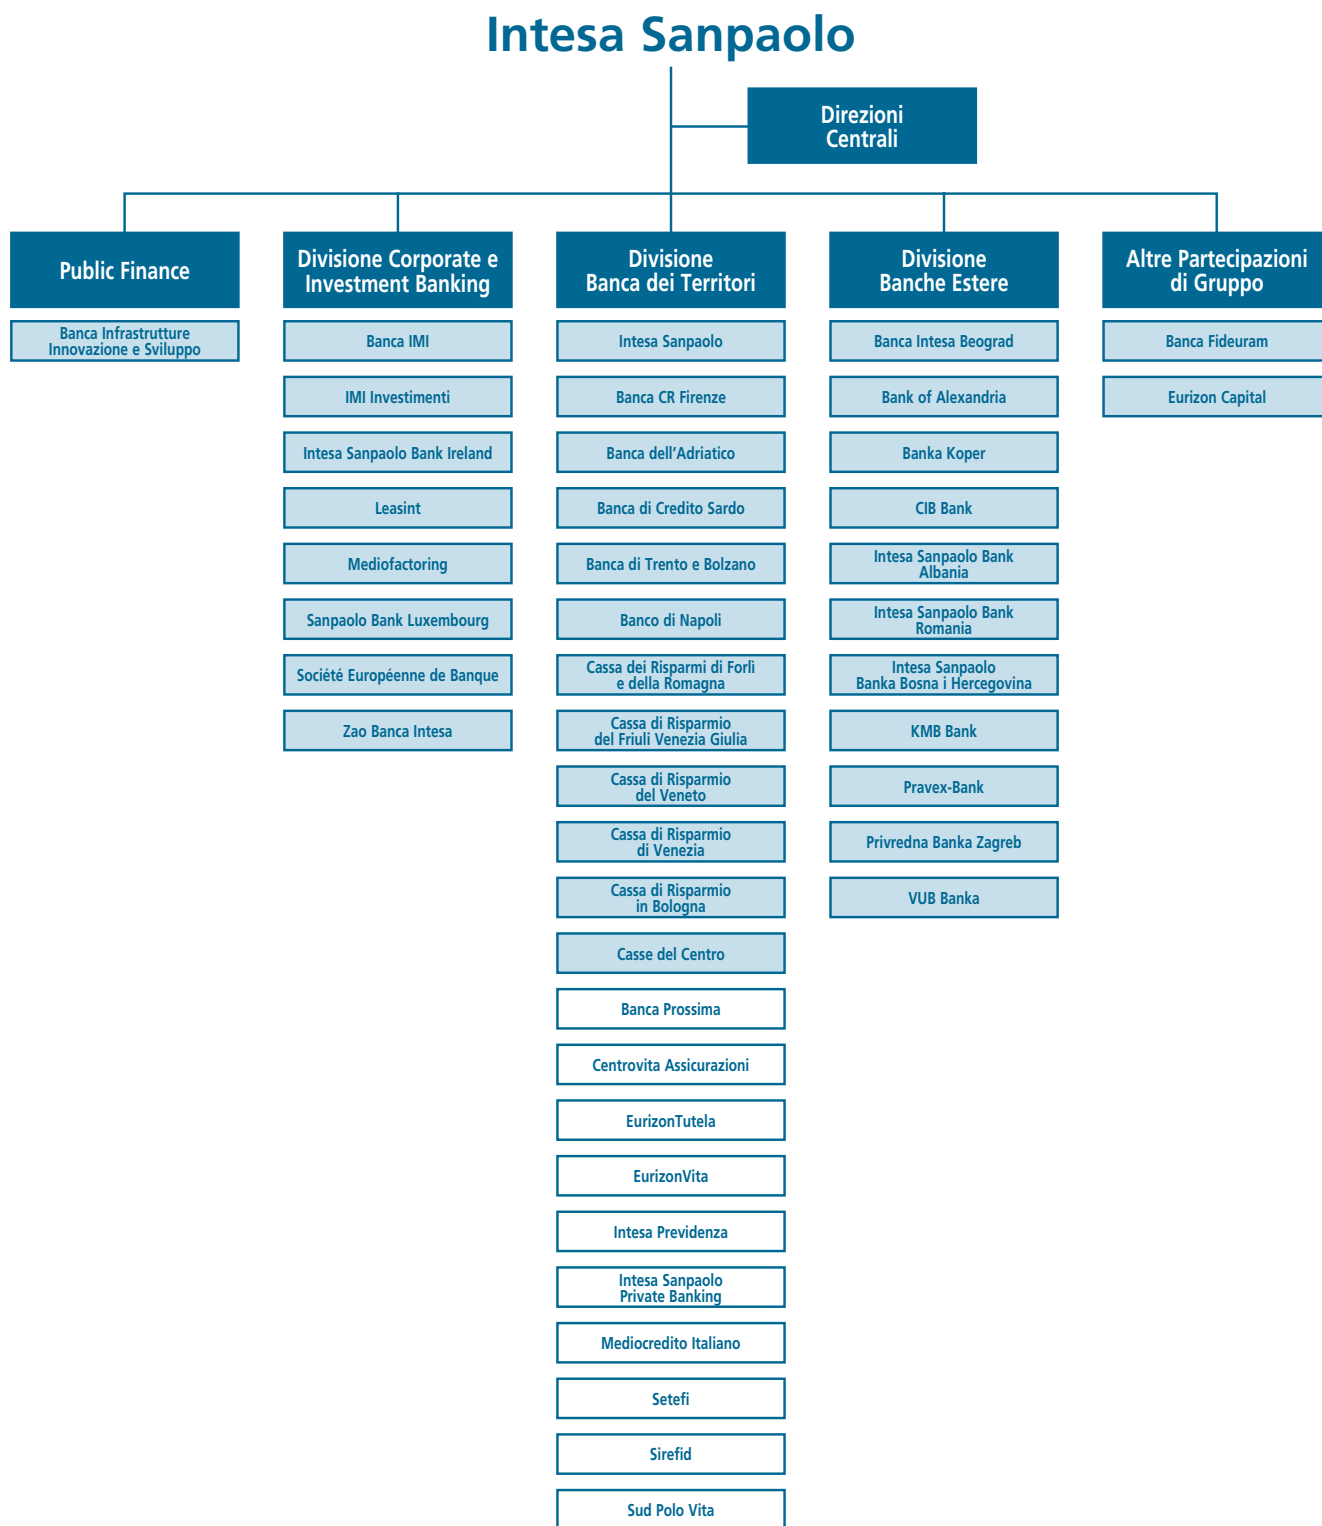 Intesa Sanpaolo
Direzioni
Centrali
Public Finance
Banca Infrastrutture
Innovazione e Sviluppo
Divisione Corporate e
Investment Banking
Banca IMI
IMI Investimenti
Intesa Sanpaolo Bank Ireland
Leasint
Mediofactoring
Sanpaolo Bank Luxembourg
Société Européenne de Banque
Zao Banca Intesa
Divisione
Banca dei Territori
Intesa Sanpaolo
Banca CR Firenze
Banca dell'Adriatico
Banca di Credito Sardo
Banca di Trento e Bolzano
Banco di Napoli
Cassa dei Risparmi di Forlì
e della Romagna
Cassa di Risparmio
del Friuli Venezia Giulia
Cassa di Risparmio
del Veneto
Cassa di Risparmio
di Venezia
Cassa di Risparmio
in Bologna
Casse del Centro
Banca Prossima
Centrovita Assicurazioni
EurizonTutela
EurizonVita
Intesa Previdenza
Intesa Sanpaolo
Private Banking
Mediocredito Italiano
Setefi
Sirefid
Sud Polo Vita
Divisione
Banche Estere
Banca Intesa Beograd
Bank of Alexandria
Banka Koper
CIB Bank
Intesa Sanpaolo Bank
Albania
Intesa Sanpaolo Bank
Romania
Intesa Sanpaolo
Banka Bosna i Hercegovina
KMB Bank
Pravex-Bank
Privredna Banka Zagreb
VUB Banka
Altre Partecipazioni
di Gruppo
Banca Fideuram
Eurizon Capital